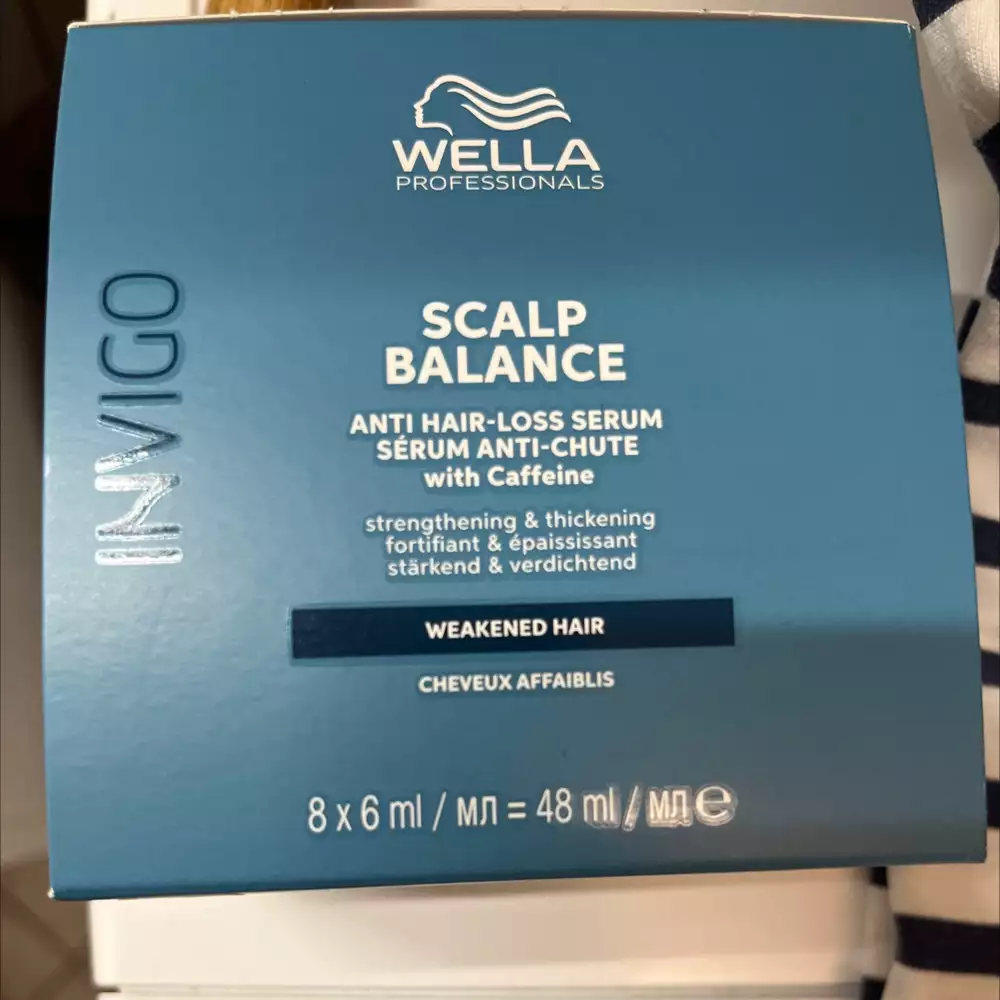 WELLA
PROFESSIONALS
INVIGO
SCALP
BALANCE
ANTI HAIR-LOSS SERUM
SÉRUM ANTI-CHUTE
with Caffeine
strengthening & thickening
fortifiant & épaississant
stärkend & verdichtend
WEAKENED HAIR
CHEVEUX AFFAIBLIS
8 x 6 ml / мл = 48 ml / мл e